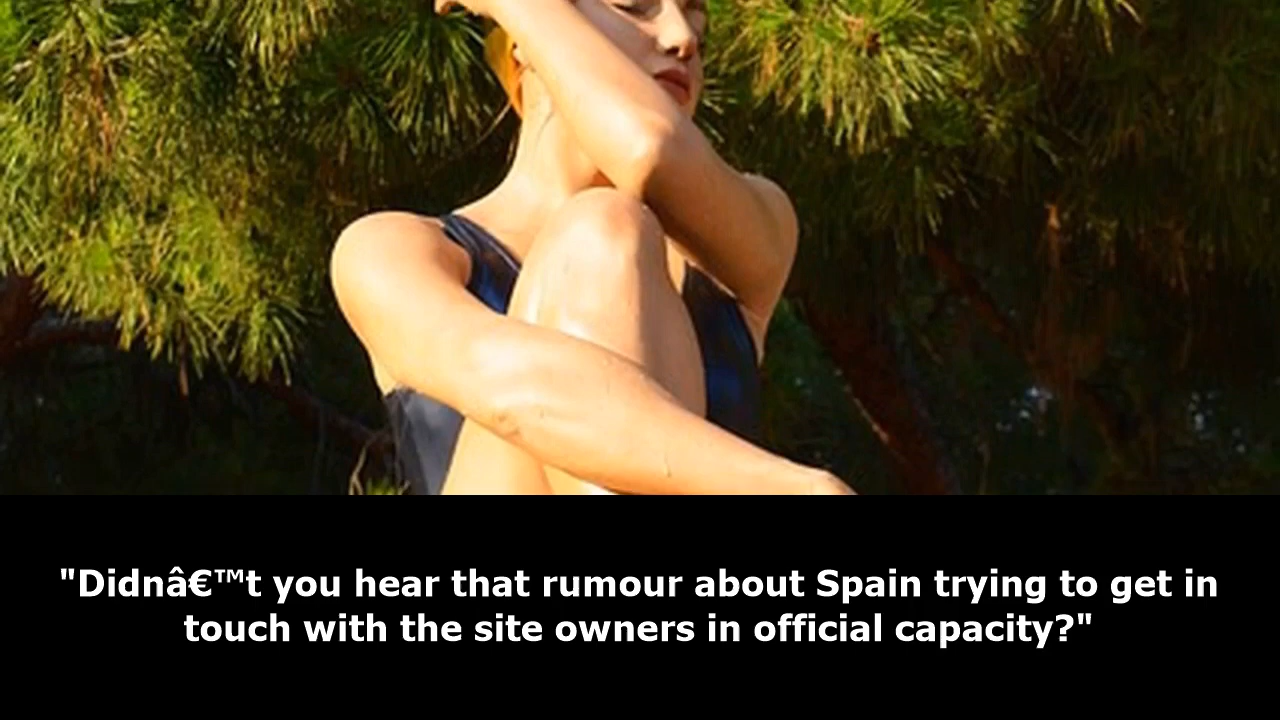 "Didnâ€™t you hear that rumour about Spain trying to get in
touch with the site owners in official capacity?"